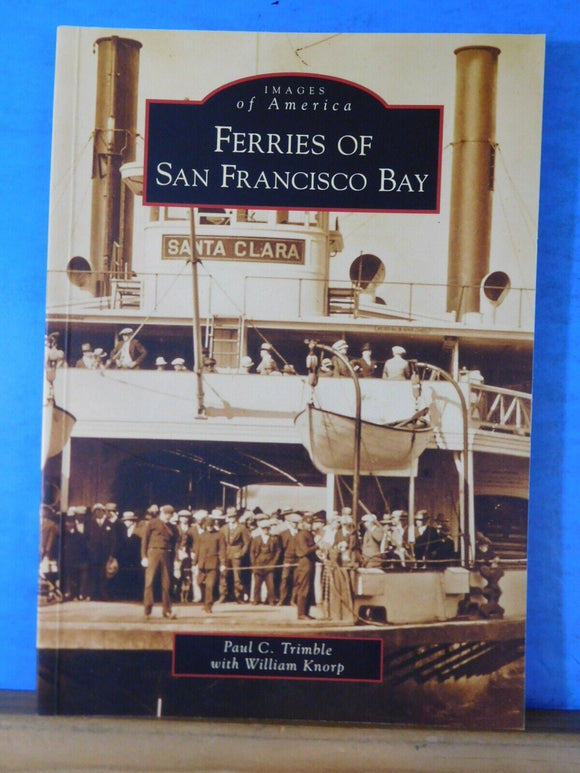 IMAGES
of America
FERRIES OF
SAN FRANCISCO BAY
SANTA CLARA
Paul C. Trimble
with William Knorp